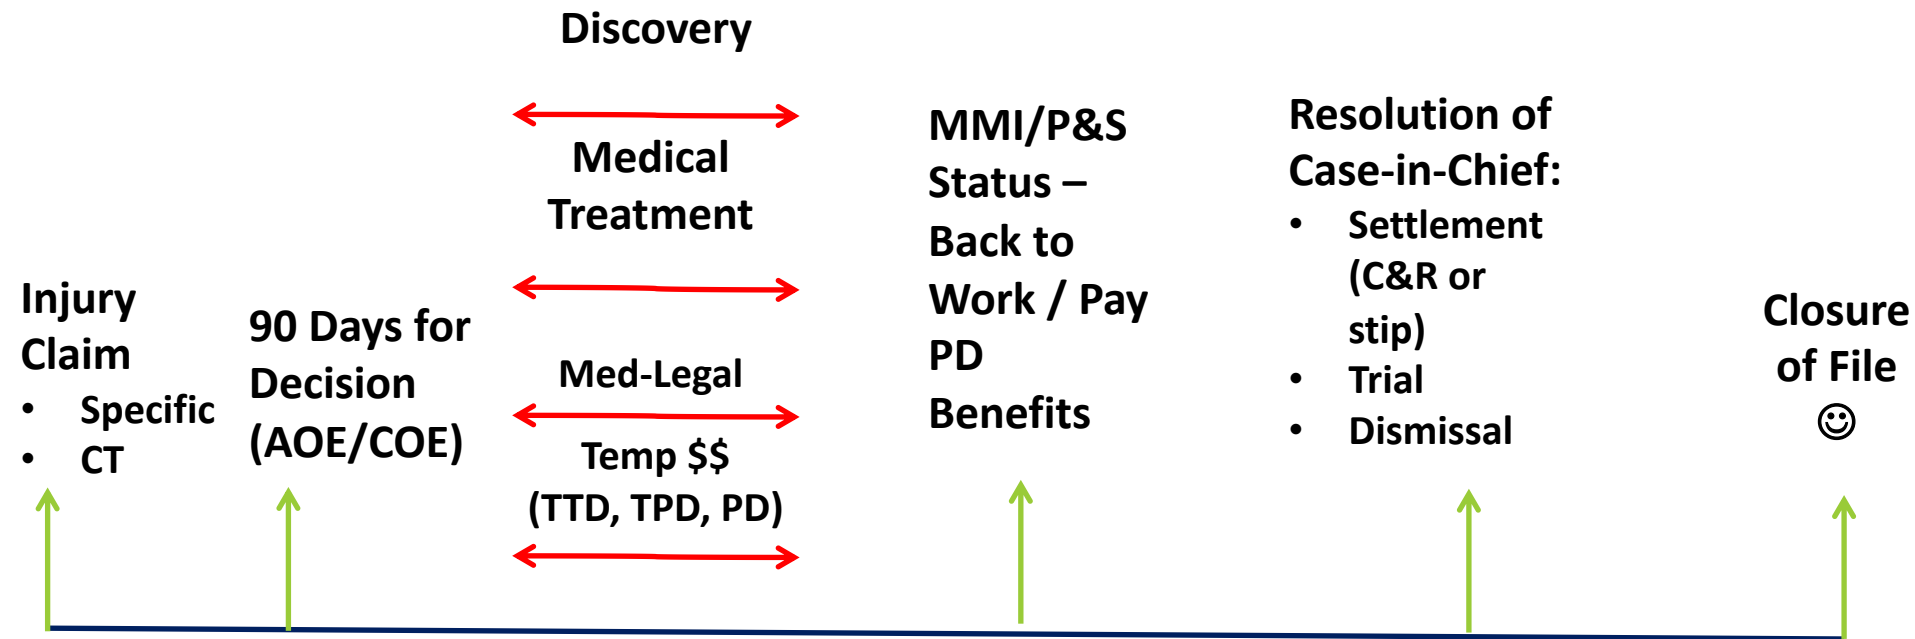 Injury
Claim
• Specific
• CT
90 Days for
Decision
(AOE/COE)
Discovery
Medical
Treatment
Med-Legal
Temp $$
(TTD, TPD, PD)
MMI/P&S
Status –
Back to
Work / Pay
PD
Benefits
Resolution of
Case-in-Chief:
• Settlement
(C&R or
stip)
• Trial
• Dismissal
Closure
of File
☺